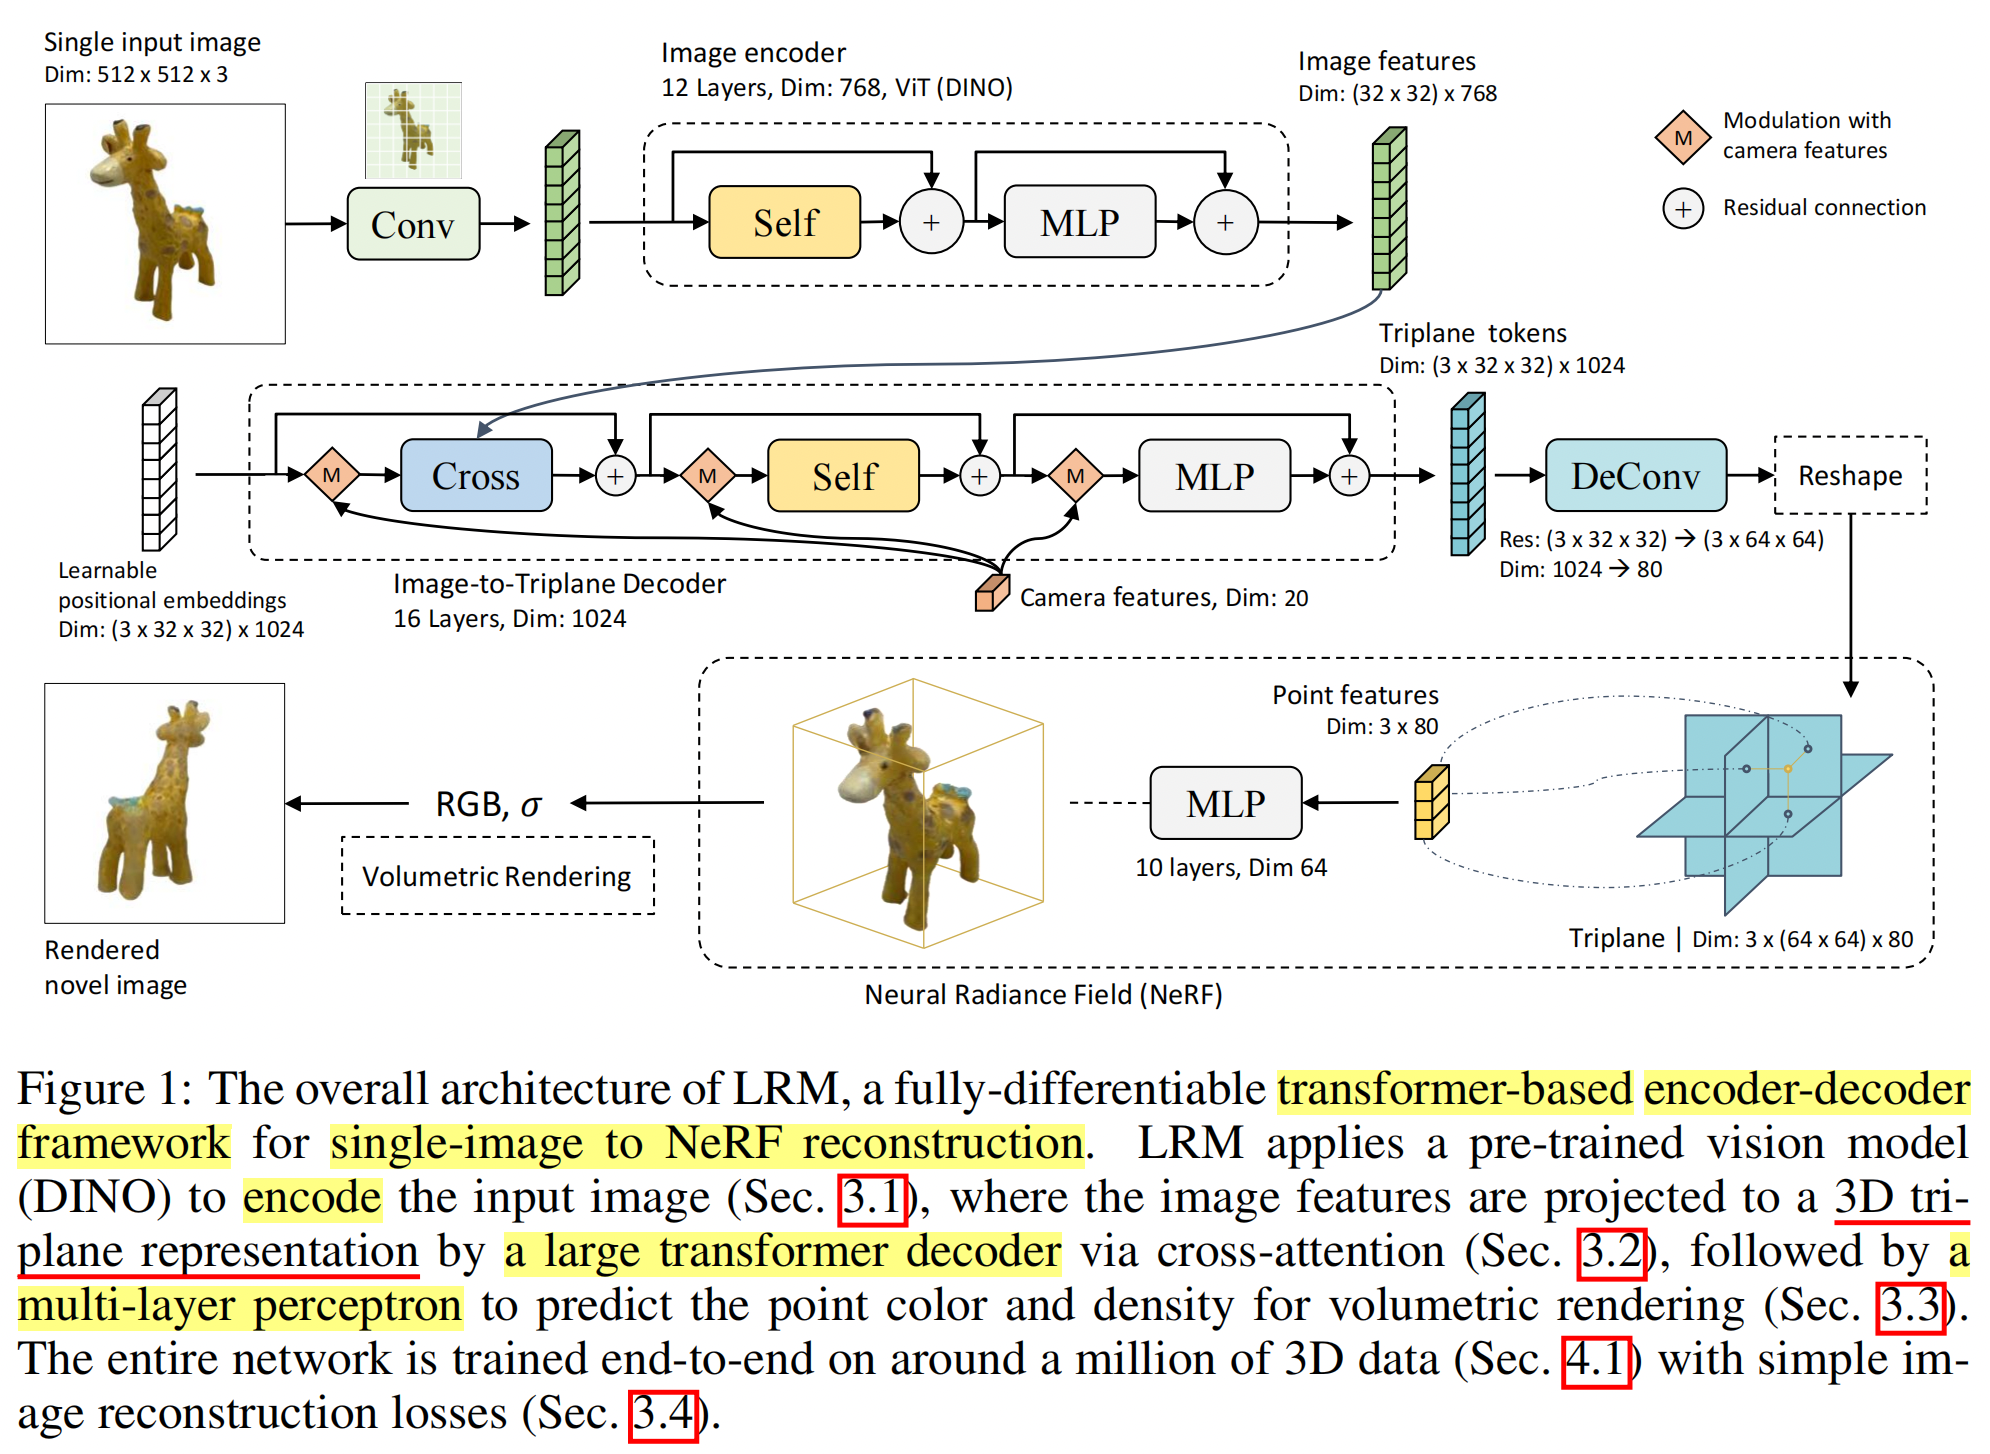 Single input image
Dim: 512 x 512 x 3
Conv
Image encoder
12 Layers, Dim: 768, ViT (DINO)
Self
+
MLP
+
Image features
Dim: (32 x 32) x 768
M
Modulation with
camera features
+
Residual connection
Learnable
positional embeddings
Dim: (3 x 32 x 32) x 1024
M
Cross
+
M
Self
+
M
MLP
+
Image-to-Triplane Decoder
16 Layers, Dim: 1024
Camera features, Dim: 20
Triplane tokens
Dim: (3 x 32 x 32) x 1024
DeConv
Reshape
Res: (3 x 32 x 32) → (3 x 64 x 64)
Dim: 1024 → 80
Rendered
novel image
RGB, σ
Volumetric Rendering
Point features
Dim: 3 x 80
MLP
10 layers, Dim 64
Triplane | Dim: 3 x (64 x 64) x 80
Neural Radiance Field (NeRF)
Figure 1: The overall architecture of LRM, a fully-differentiable transformer-based encoder-decoder
framework for single-image to NeRF reconstruction. LRM applies a pre-trained vision model
(DINO) to encode the input image (Sec. 3.1), where the image features are projected to a 3D tri-
plane representation by a large transformer decoder via cross-attention (Sec. 3.2), followed by a
multi-layer perceptron to predict the point color and density for volumetric rendering (Sec. 3.3).
The entire network is trained end-to-end on around a million of 3D data (Sec. 4.1) with simple im-
age reconstruction losses (Sec. 3.4).